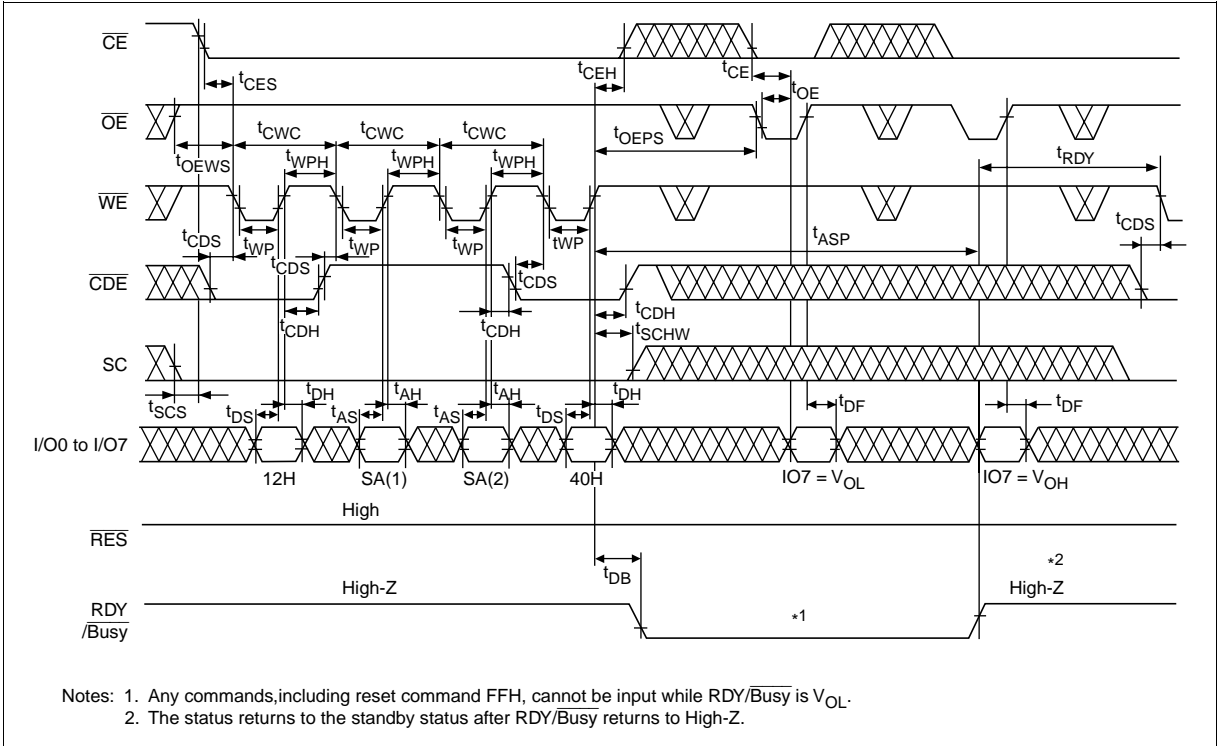 CE
tCES
tCEH
tCE
tOE
OE
tCWC
tCWC
tCWC
tOEPS
tOEWS
tWPH
tWPH
tWPH
tRDY
WE
tCDS
tWP
tWP
tWP
tWP
tASP
tCDS
tCDS
tCDS
CDE
tCDH
tCDH
tCDH
tSCHW
SC
tSCS
tDH
tAH
tAH
tDH
tDS
tAS
tAS
tDS
tDF
tDF
I/O0 to I/O7
12H
SA(1)
SA(2)
40H
IO7 = VOL
IO7 = VOH
High
RES
tDB
*2
High-Z
High-Z
RDY
/Busy
*1
Notes: 1. Any commands,including reset command FFH, cannot be input while RDY/Busy is VOL.
2. The status returns to the standby status after RDY/Busy returns to High-Z.